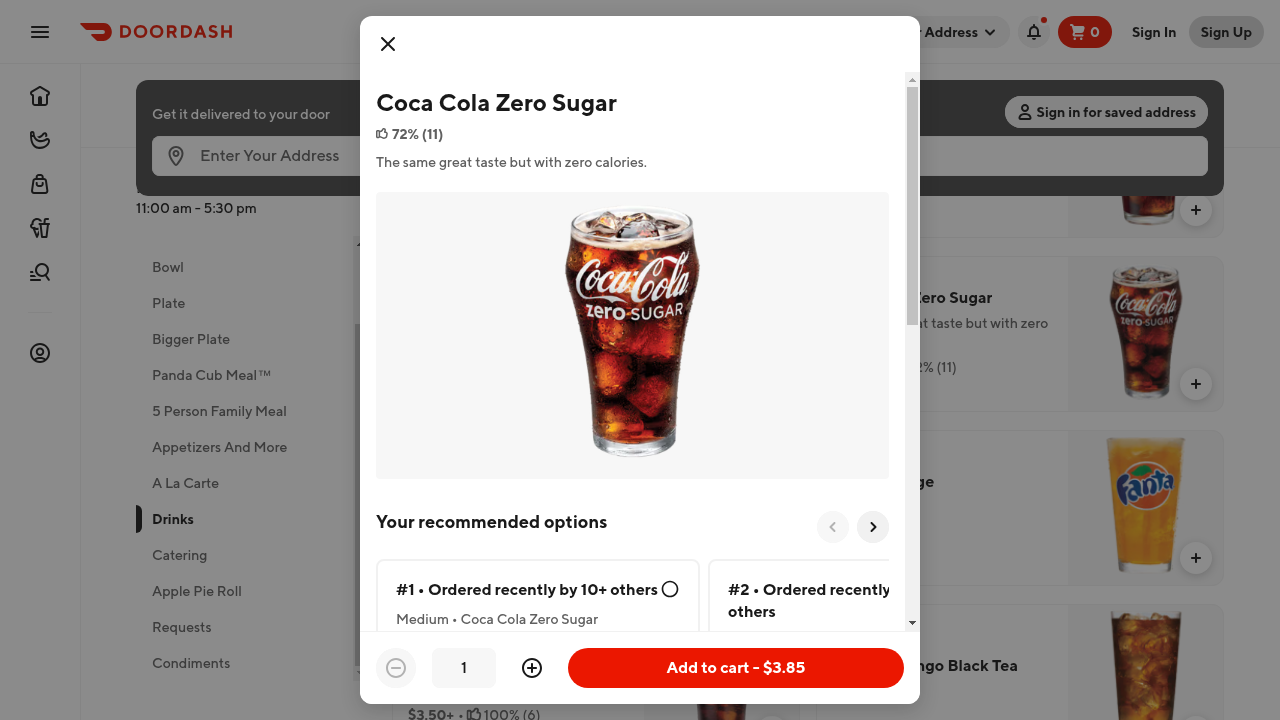 DOORDASH
Address
0
Sign In
Sign Up
Get it delivered to your door
Sign in for saved address
Enter Your Address
11:00 am - 5:30 pm
Bowl
Plate
Bigger Plate
Panda Cub Meal™
5 Person Family Meal
Appetizers And More
A La Carte
Drinks
Catering
Apple Pie Roll
Requests
Condiments
Coca Cola Zero Sugar
72% (11)
The same great taste but with zero calories.
Coca-Cola
zero SUGAR
Your recommended options
#1 • Ordered recently by 10+ others
Medium • Coca Cola Zero Sugar
#2 • Ordered recently
others
1
Add to cart - $3.85
Zero Sugar
taste but with zero
(11)
Coca-Cola
zero SUGAR
Fanta
Black Tea
$3.50+ • 100% (6)